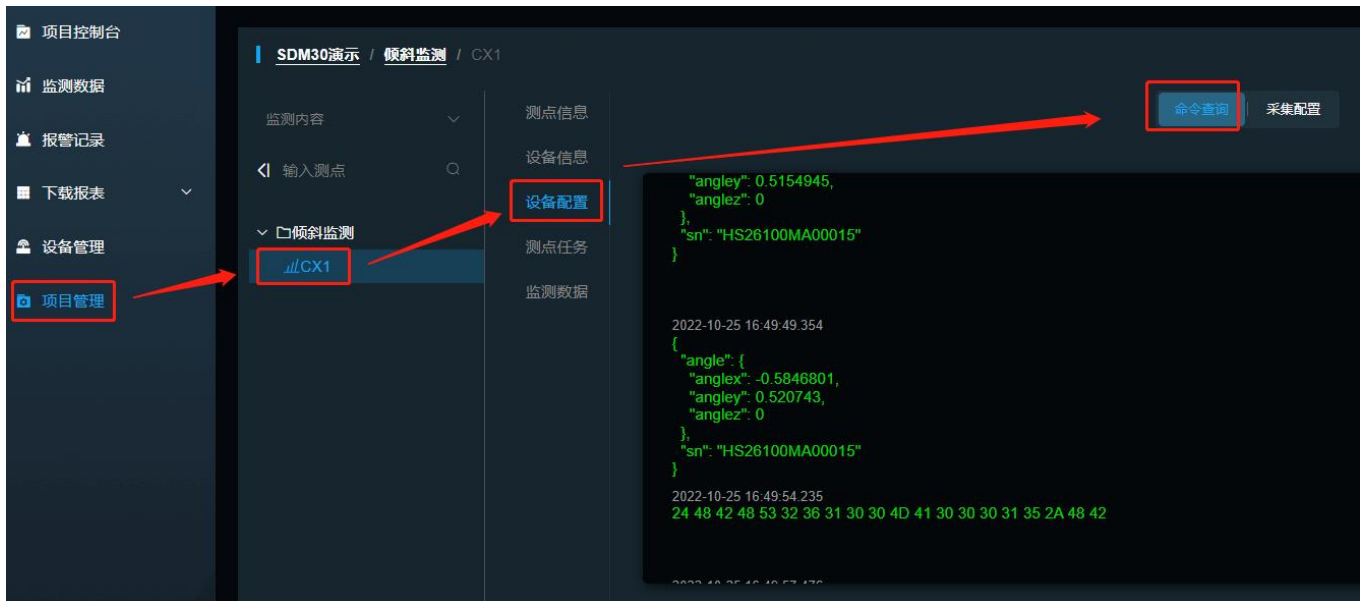 项目控制台
监测数据
报警记录
下载报表
设备管理
项目管理
SDM30演示 / 倾斜监测 / CX1
监测内容
输入测点
倾斜监测
CX1
测点信息
设备信息
设备配置
测点任务
监测数据
命令查询
采集配置
"angley": 0.5154945,
"anglez": 0
},
"sn": "HS26100MA00015"
}
2022-10-25 16:49:49.354
{
"angle": {
"anglex": -0.5846801,
"angley": 0.520743,
"anglez": 0
},
"sn": "HS26100MA00015"
}
2022-10-25 16:49:54.235
24 48 42 48 53 32 36 31 30 30 4D 41 30 30 30 31 35 2A 48 42